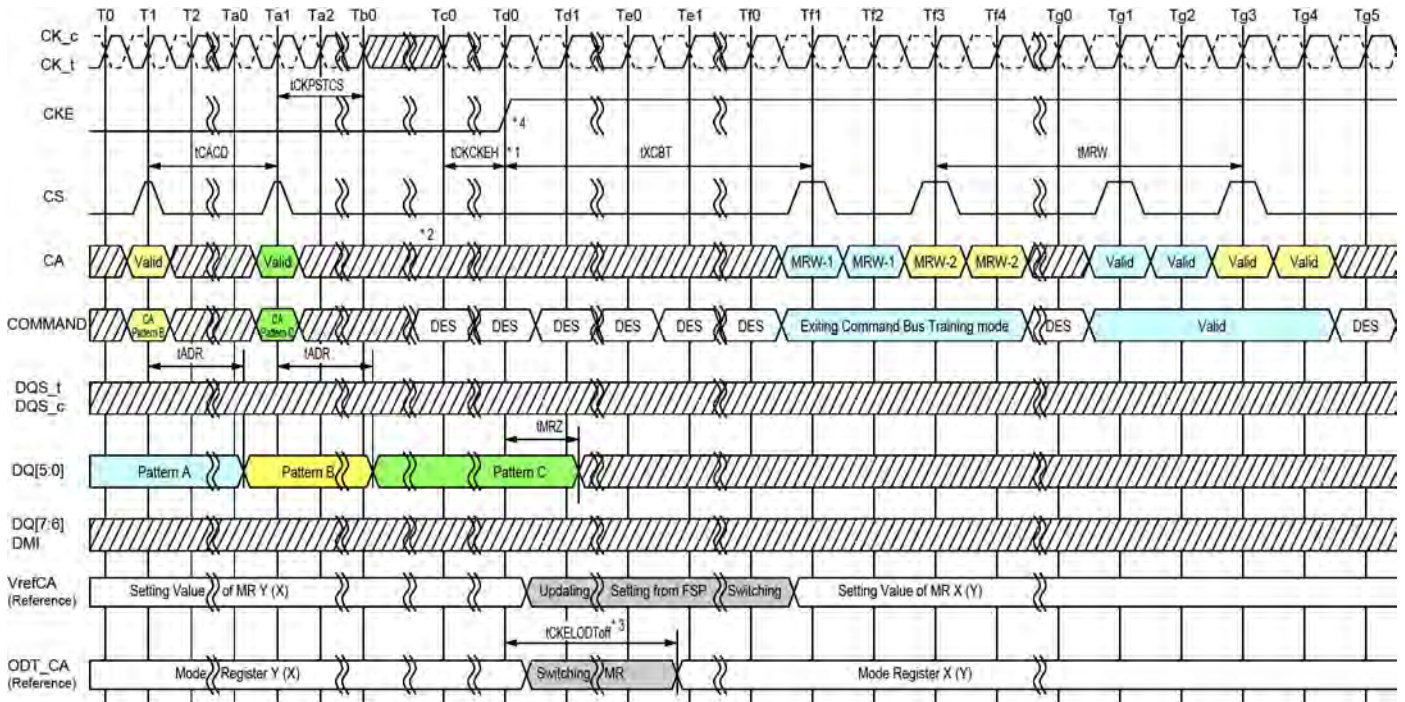 T0 T1 T2 Ta0 Ta1 Ta2 Tb0 Tc0 Td0 Td1 Te0 Te1 Tf0 Tf1 Tf2 Tf3 Tf4 Tg0 Tg1 Tg2 Tg3 Tg4 Tg5
CK_c
CK_t
tCKPSTCS
CKE
*4
tCACD tCKCKEH *1 tXCBT tMRW
CS
*2
CA Valid Valid MRW-1 MRW-1 MRW-2 MRW-2 Valid Valid Valid Valid
COMMAND CA Pattern B CA Pattern C DES DES DES DES DES DES Exiting Command Bus Training mode DES Valid DES
tADR tADR
DQS_t
DQS_c
tMRZ
DQ[5:0] Pattern A Pattern B Pattern C
DQ[7:6]
DMI
VrefCA
(Reference)
Setting Value of MR Y (X) Updating Setting from FSP Switching Setting Value of MR X (Y)
tCKELODToff *3
ODT_CA
(Reference)
Mode Register Y (X) Switching MR Mode Register X (Y)